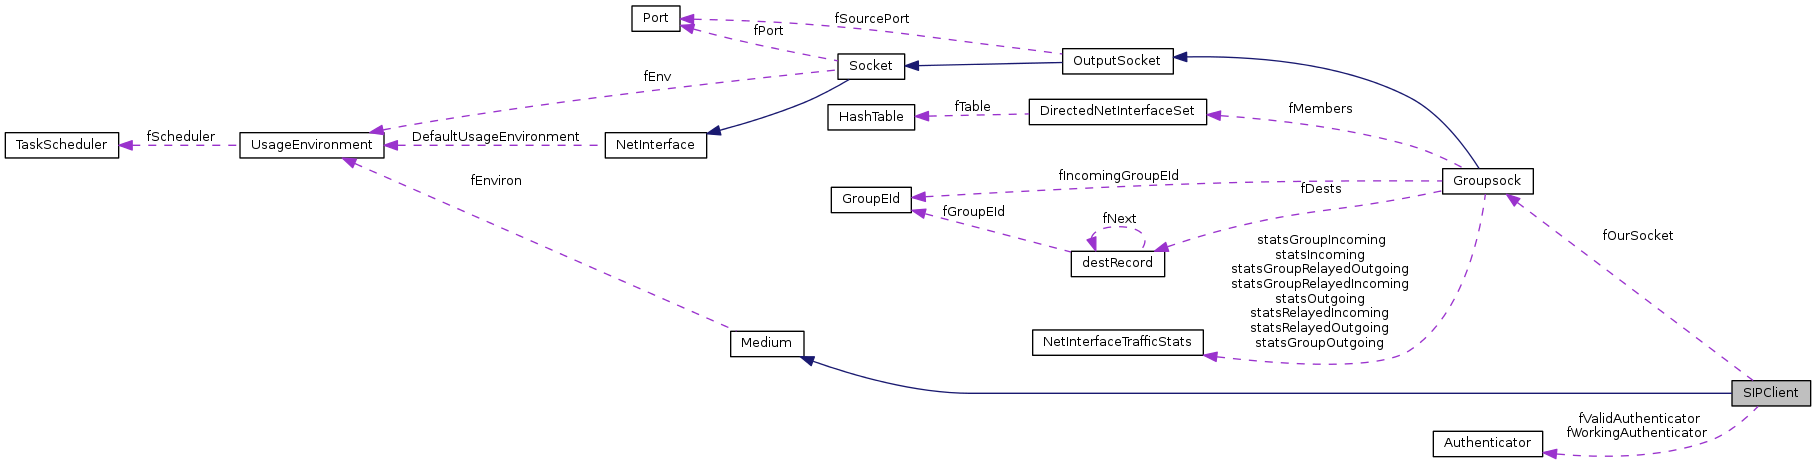 Port
fSourcePort
fPort
Socket
OutputSocket
fEnv
fTable
DirectedNetInterfaceSet
fMembers
HashTable
TaskScheduler
fScheduler
UsageEnvironment
DefaultUsageEnvironment
NetInterface
fEnviron
fIncomingGroupEId
Groupsock
fDests
GroupEId
fGroupEId
fNext
destRecord
statsGroupIncoming
statsIncoming
statsGroupRelayedOutgoing
statsGroupRelayedIncoming
statsOutgoing
statsRelayedIncoming
statsRelayedOutgoing
statsGroupOutgoing
fOurSocket
Medium
NetInterfaceTrafficStats
SIPClient
fValidAuthenticator
fWorkingAuthenticator
Authenticator